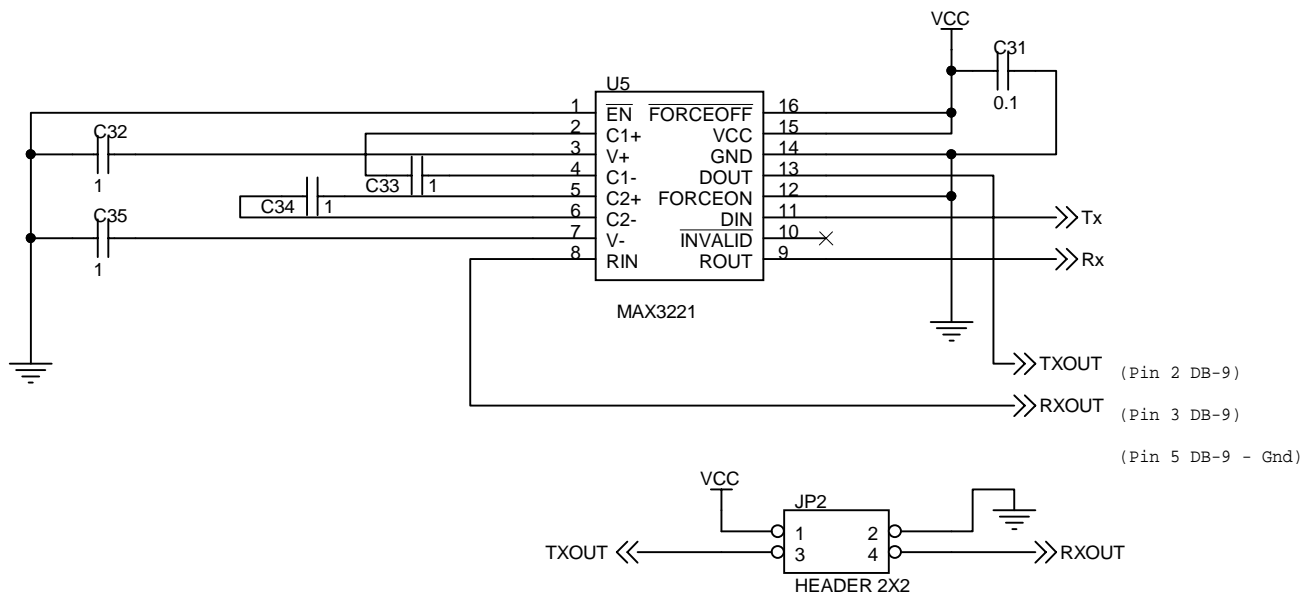 VCC
C31
0.1
U5
1 EN FORCEOFF 16
2 C1+ VCC 15
3 V+ GND 14
4 C1- DOUT 13
5 C2+ FORCEON 12
6 C2- DIN 11
7 V- INVALID 10
8 RIN ROUT 9
MAX3221
C32
1
C33 1
C34 1
C35
1
Tx
Rx
TXOUT (Pin 2 DB-9)
RXOUT (Pin 3 DB-9)
(Pin 5 DB-9 - Gnd)
VCC
JP2
1 2
TXOUT 3 4 RXOUT
HEADER 2X2